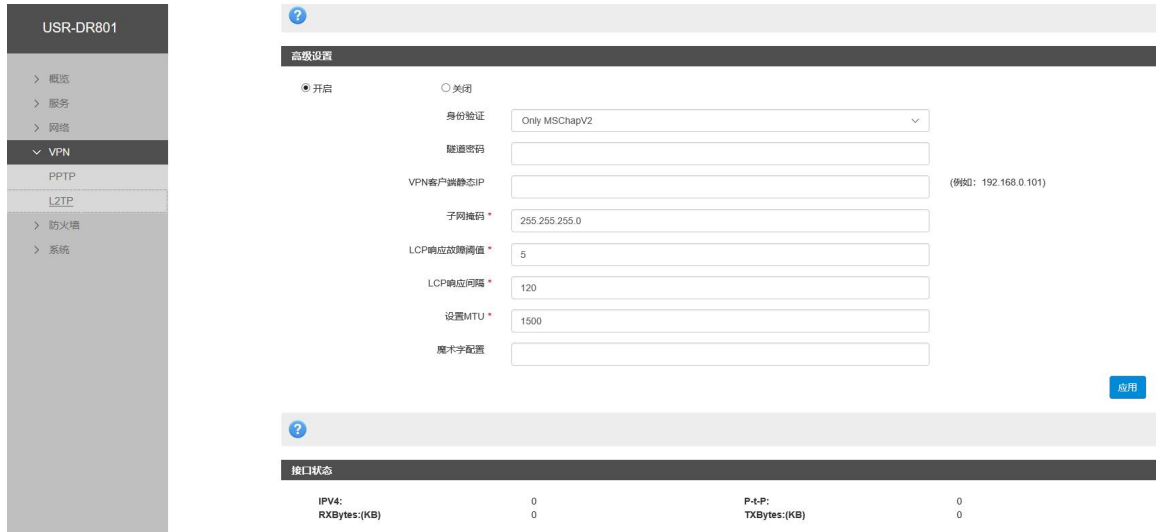 USR-DR801
概览
服务
网络
VPN
PPTP
L2TP
防火墙
系统
高级设置
开启 关闭
身份验证 Only MSChapV2
隧道密码
VPN客户端静态IP (例如：192.168.0.101)
子网掩码 * 255.255.255.0
LCP响应故障阈值 * 5
LCP响应间隔 * 120
设置MTU * 1500
魔术字配置
应用
接口状态
IPV4: 0 P-t-P: 0
RXBytes:(KB) 0 TXBytes:(KB) 0